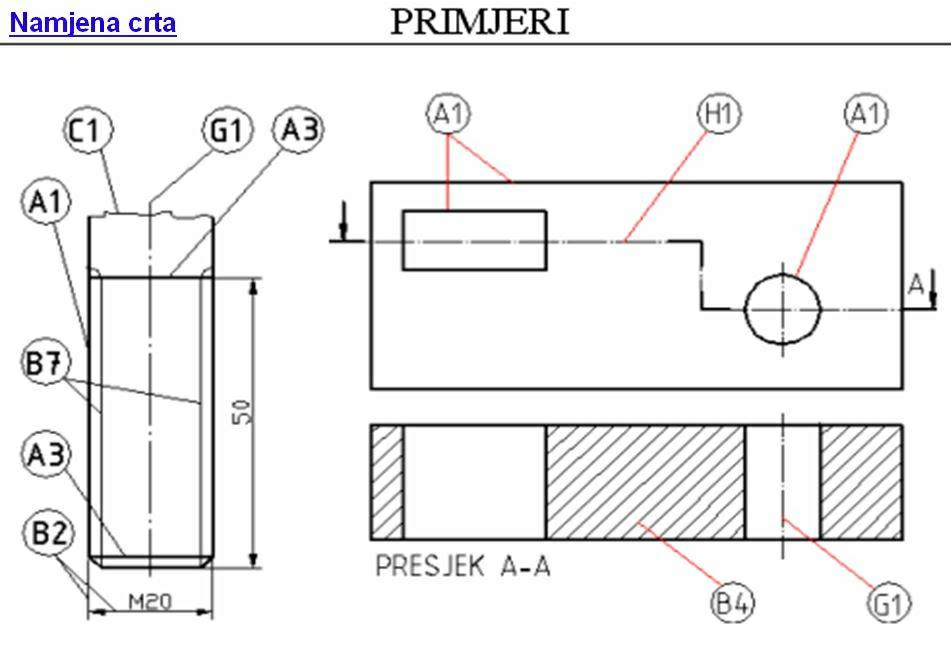 Namjena crta
PRIMJERI
C1
G1
A3
A1
B7
A3
B2
50
M20
A1
H1
A1
A
PRESJEK A-A
B4
G1